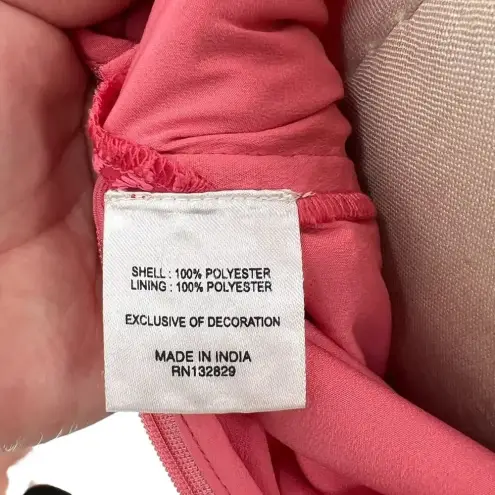 SHELL : 100% POLYESTER
LINING : 100% POLYESTER
EXCLUSIVE OF DECORATION
MADE IN INDIA
RN132829